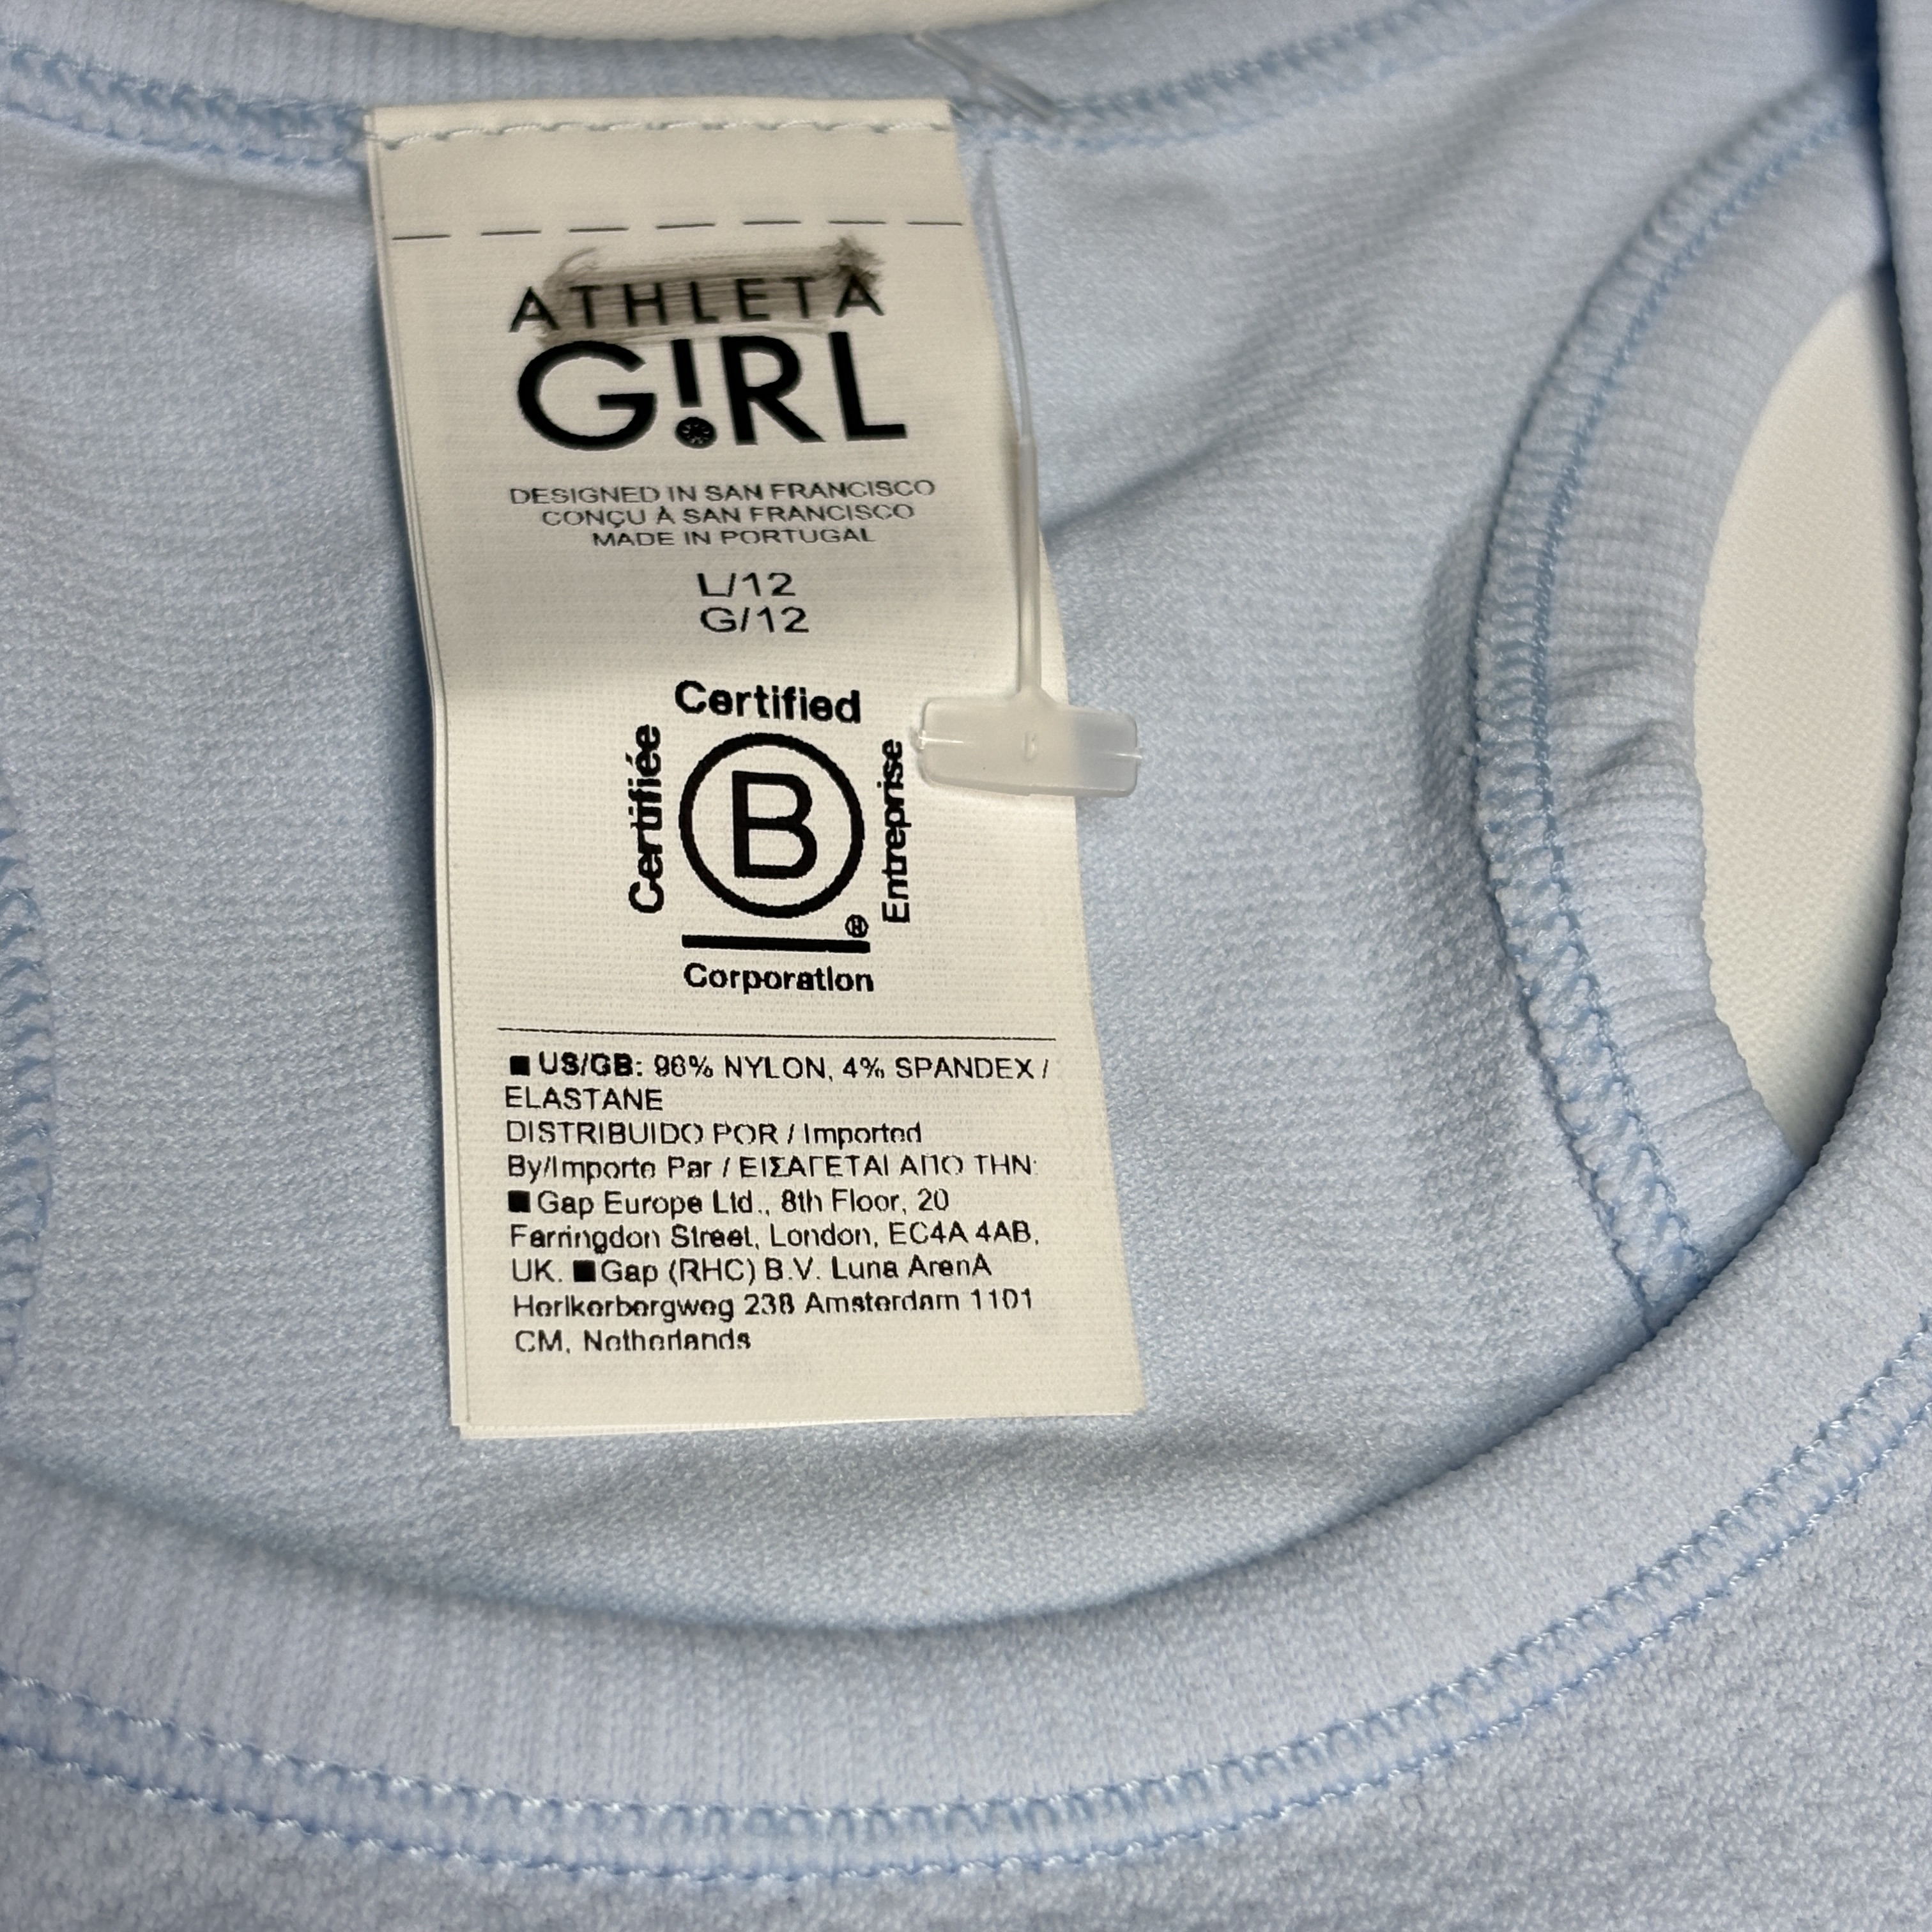 ATHLETA
G!RL
DESIGNED IN SAN FRANCISCO
CONÇU À SAN FRANCISCO
MADE IN PORTUGAL
L/12
G/12
Certified
Certifiée
B
Entreprise
®
Corporation
■ US/GB: 96% NYLON, 4% SPANDEX /
ELASTANE
DISTRIBUIDO POR / Imported
By/Importe Par / ΕΙΣΑΓΕΤΑΙ ΑΠΟ ΤΗΝ:
■ Gap Europe Ltd., 8th Floor, 20
Farringdon Street, London, EC4A 4AB,
UK. ■ Gap (RHC) B.V. Luna ArenA
Herikerbergweg 238 Amsterdam 1101
CM, Netherlands